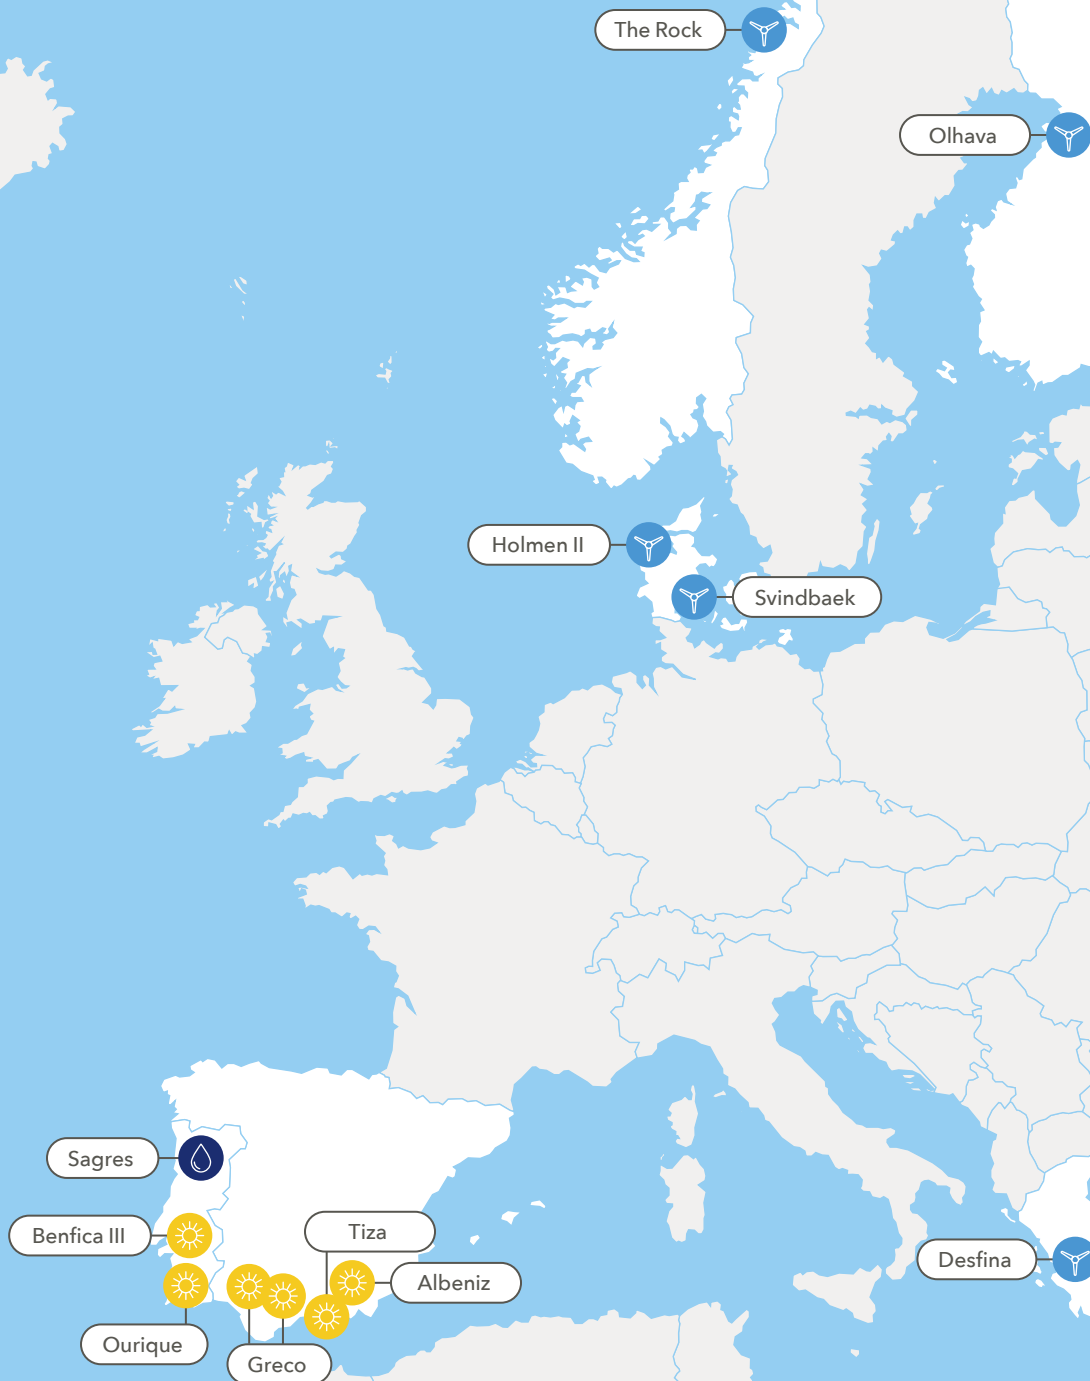 The Rock
Olhava
Holmen II
Svindbaek
Sagres
Benfica III
Tiza
Desfina
Albeniz
Ourique
Greco